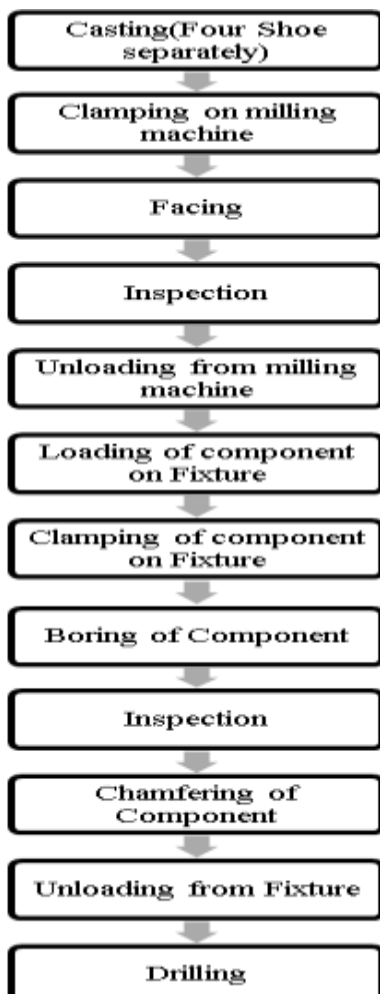 Casting(Four Shoe
separately)
Clamping on milling
machine
Facing
Inspection
Unloading from milling
machine
Loading of component
on Fixture
Clamping of component
on Fixture
Boring of Component
Inspection
Chamfering of
Component
Unloading from Fixture
Drilling